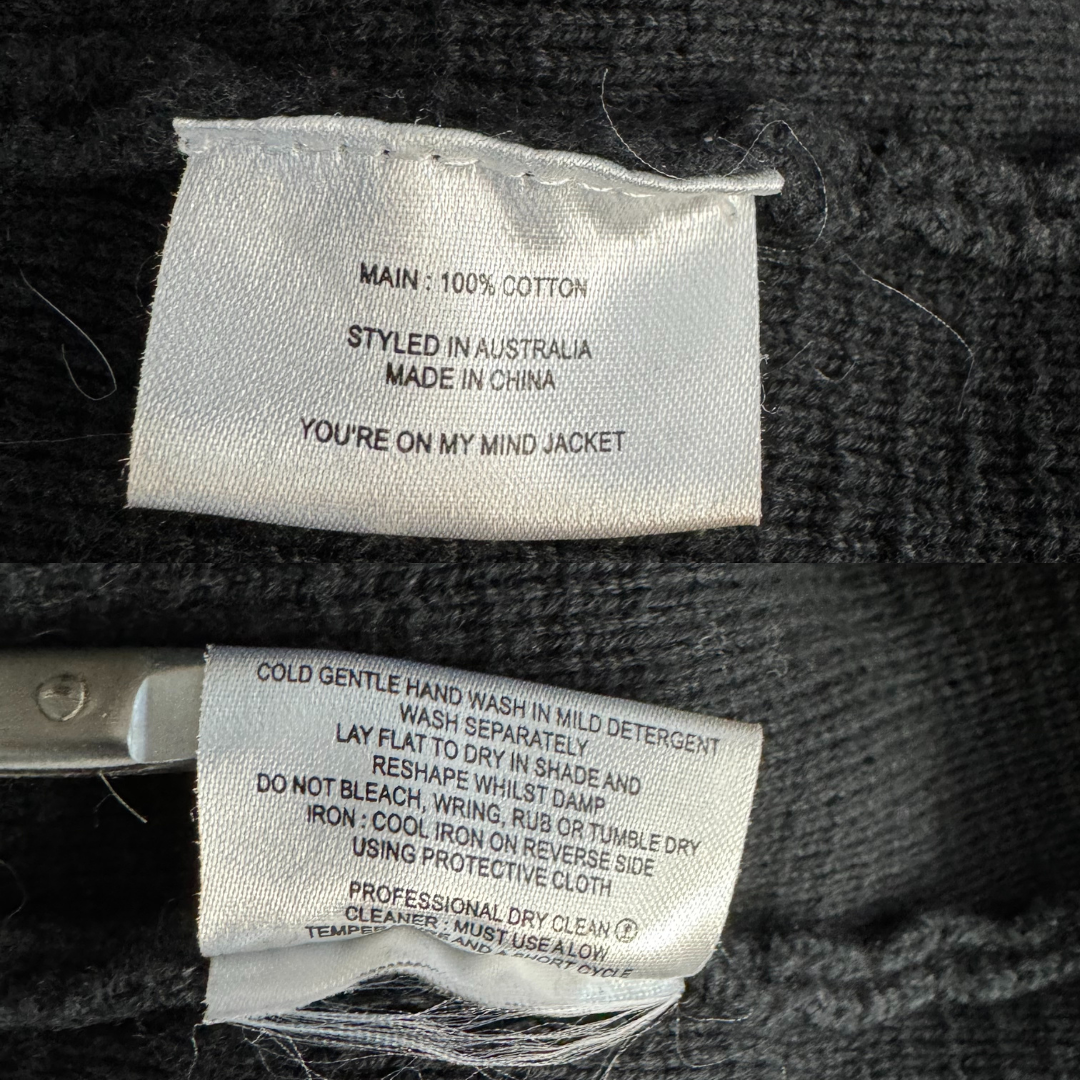 MAIN : 100% COTTON
STYLED IN AUSTRALIA
MADE IN CHINA
YOU'RE ON MY MIND JACKET
COLD GENTLE HAND WASH IN MILD DETERGENT
WASH SEPARATELY
LAY FLAT TO DRY IN SHADE AND
RESHAPE WHILST DAMP
DO NOT BLEACH, WRING, RUB OR TUMBLE DRY
IRON : COOL IRON ON REVERSE SIDE
USING PROTECTIVE CLOTH
PROFESSIONAL DRY CLEAN Ⓟ
CLEANER : MUST USE A LOW
AND A SHORT CYCLE